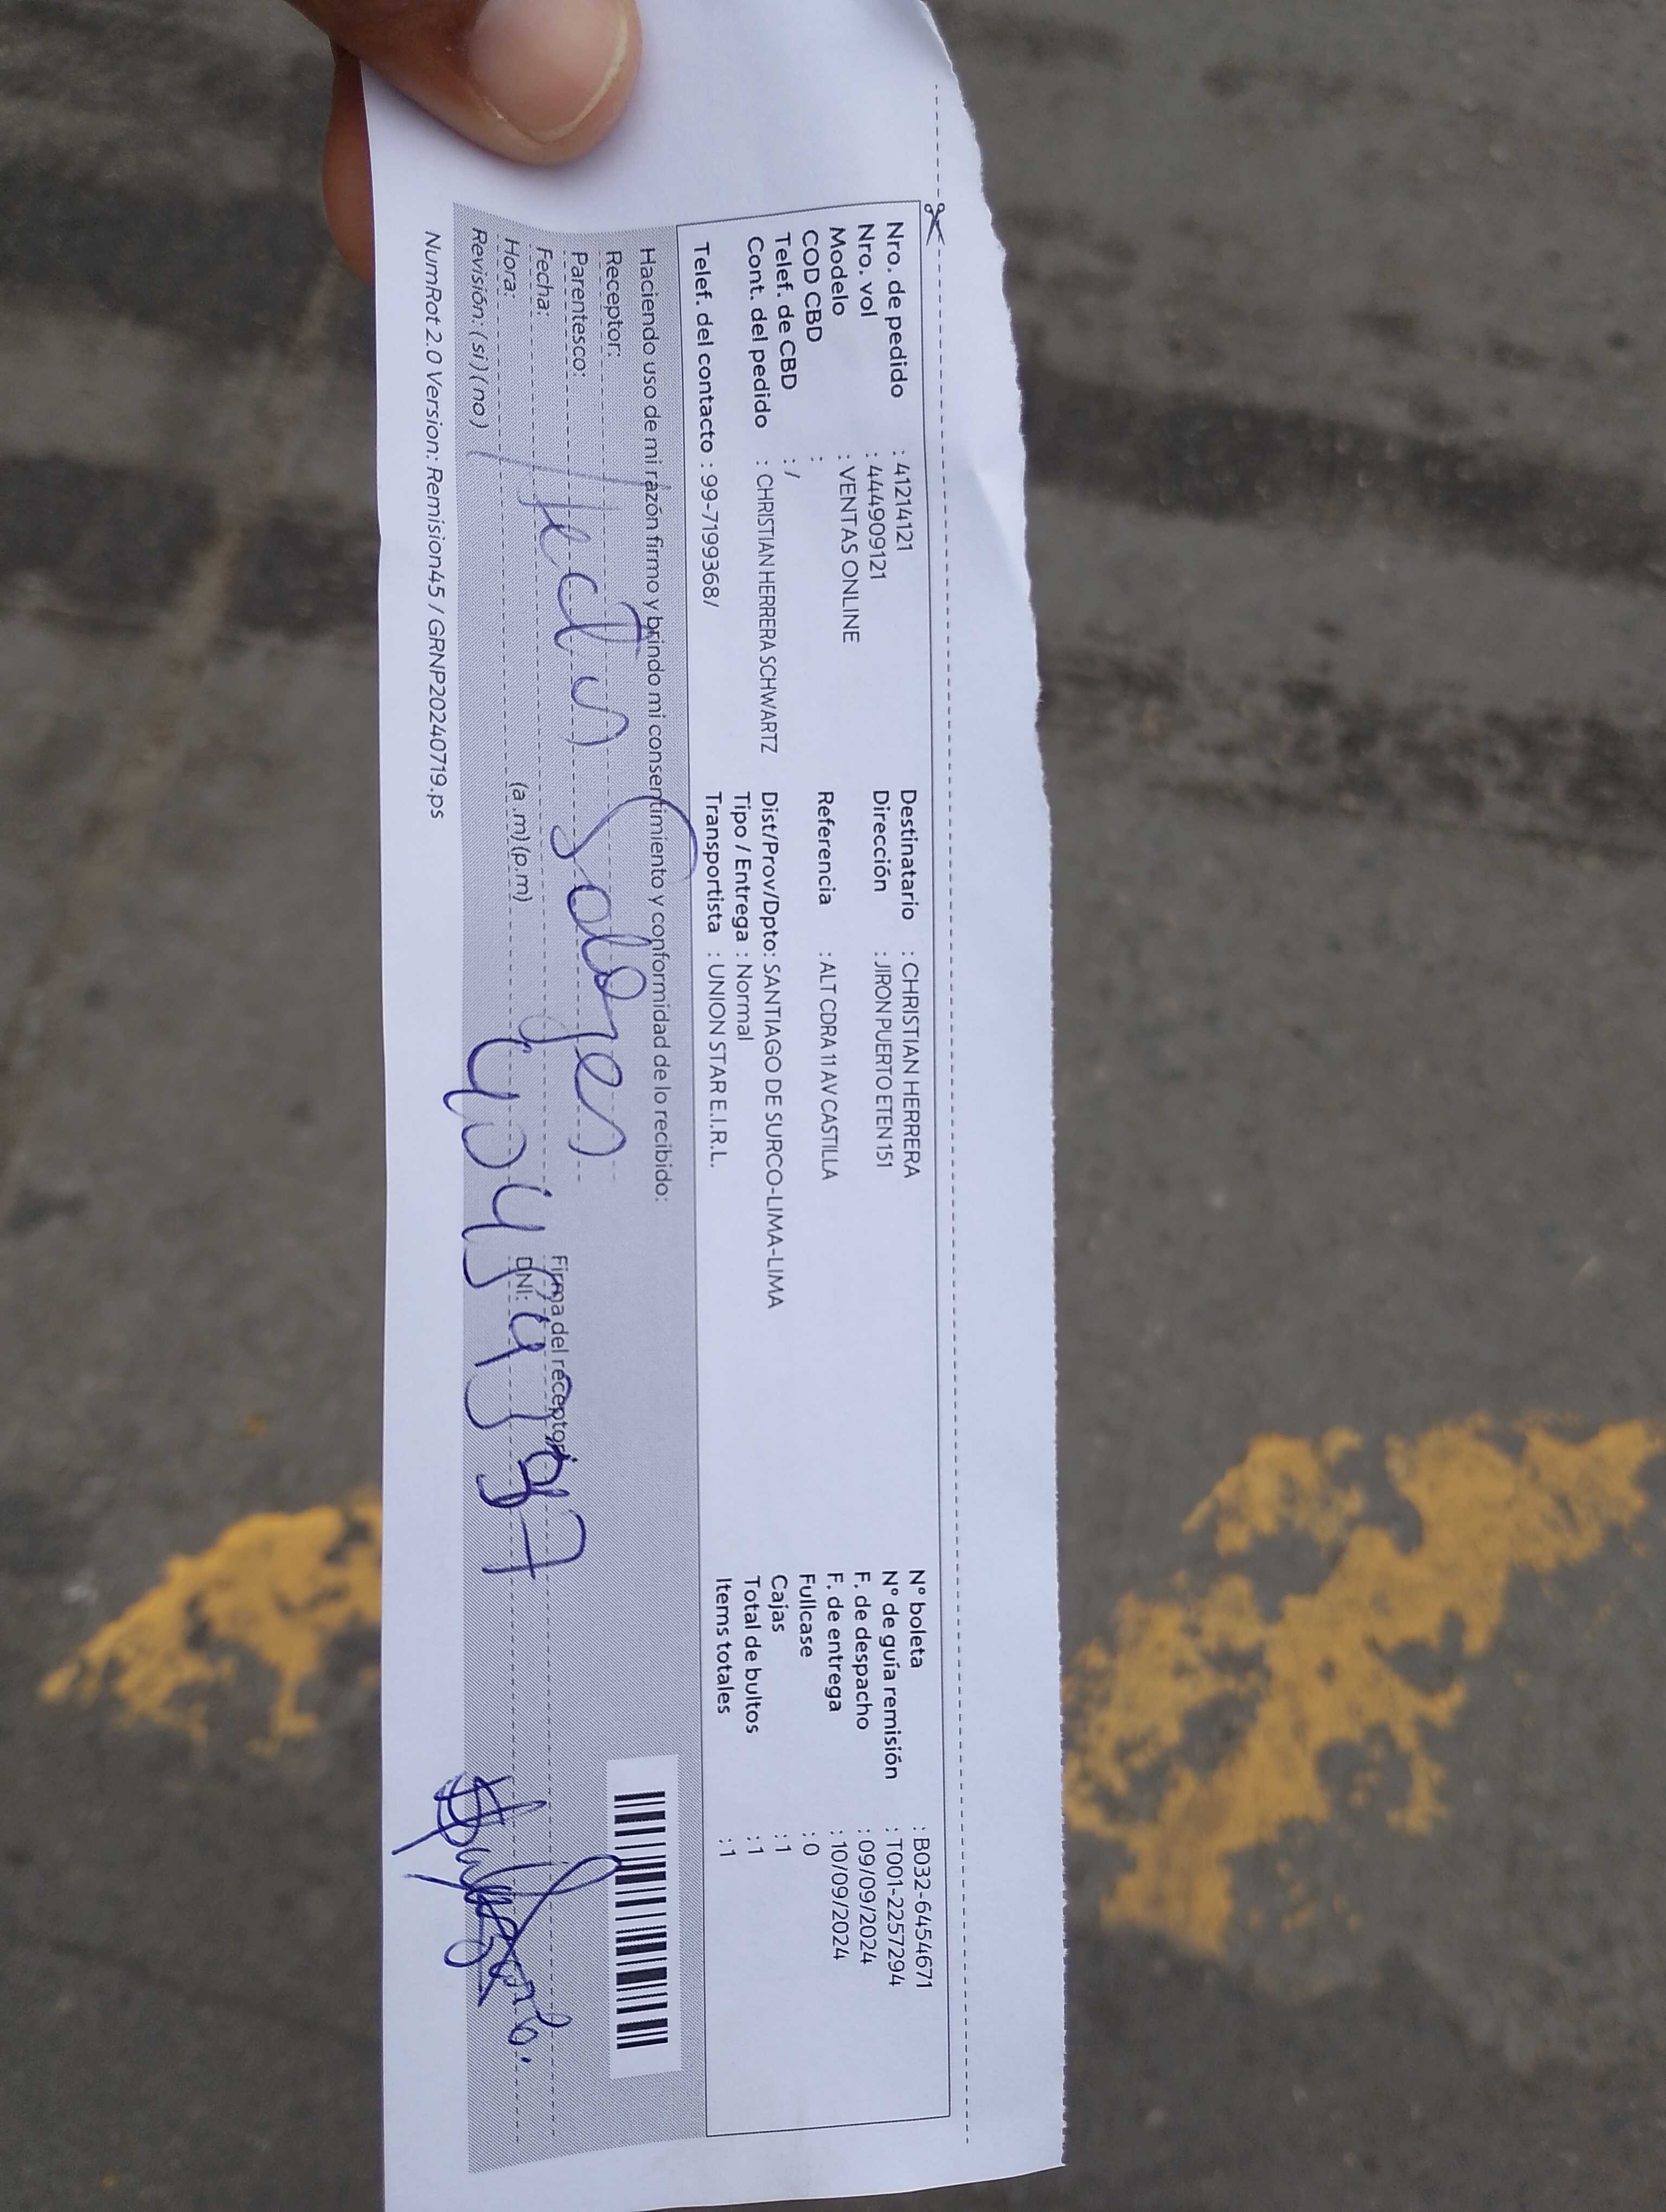 Nro. de pedido : 41214121
Nro. vol : 444909121
Modelo : VENTAS ONLINE
COD CBD :
Telef. de CBD : /
Cont. del pedido : CHRISTIAN HERRERA SCHWARTZ
Telef. del contacto : 99-7199368/
Destinatario : CHRISTIAN HERRERA
Dirección : JIRON PUERTO ETEN 151
Referencia : ALT CDRA 11 AV CASTILLA
Dist/Prov/Dpto: SANTIAGO DE SURCO-LIMA-LIMA
Tipo / Entrega : Normal
Transportista : UNION STAR E.I.R.L.
N° boleta : B032-6454671
N° de guía remisión : T001-2257294
F. de despacho : 09/09/2024
F. de entrega : 10/09/2024
Fullcase : 0
Cajas : 1
Total de bultos : 1
Items totales : 1
Haciendo uso de mi razón firmo y brindo mi consentimiento y conformidad de lo recibido:
Receptor:
Parentesco:
Fecha:
Hora: (a.m)(p.m)
Revisión: (si) (no)
Firma del receptor:
DNI:
NumRot 2.0 Version: Remision45 / GRNP20240719.ps